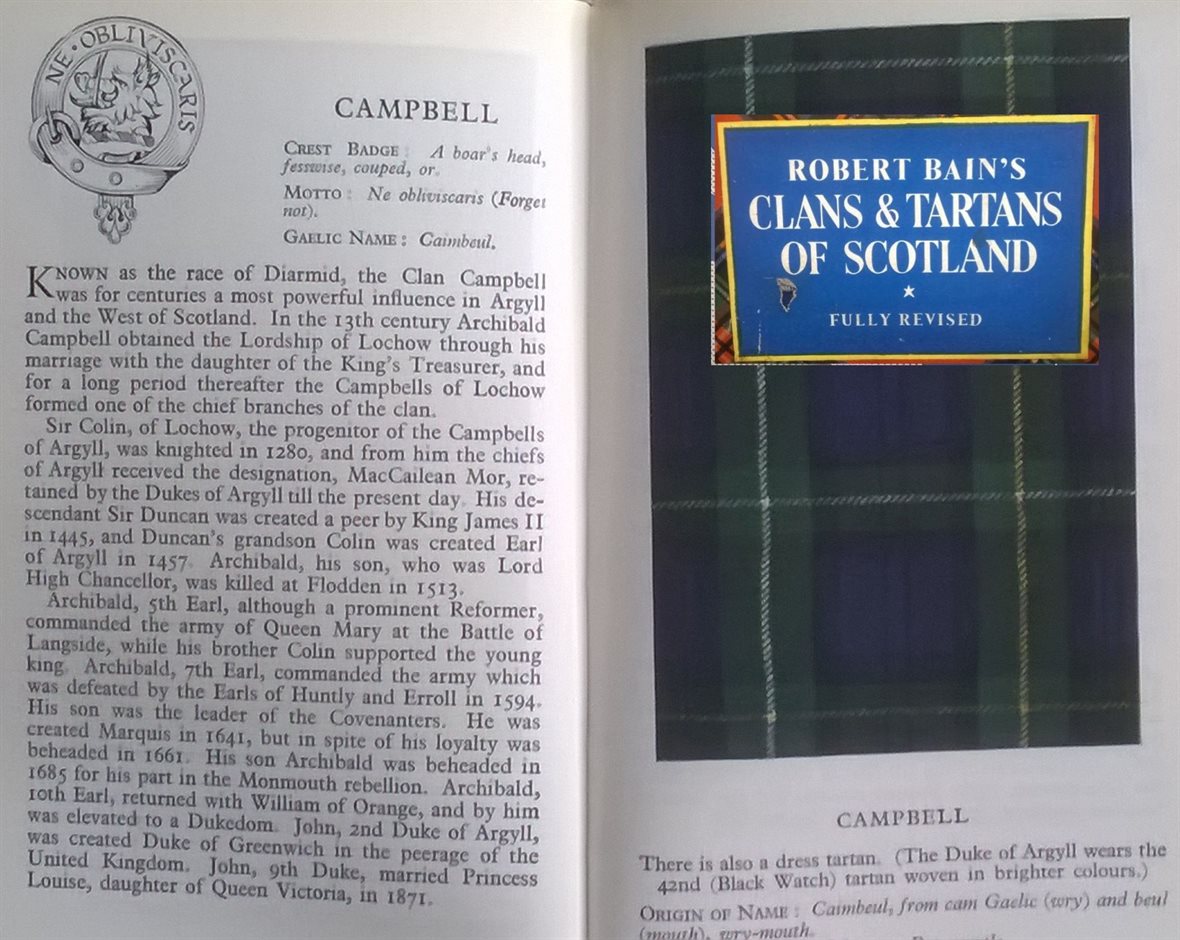 NE · OBLIVISCARIS
CAMPBELL
CREST BADGE : A boar's head,
fesswise, couped, or.
MOTTO : Ne obliviscaris (Forget
not).
GAELIC NAME : Caimbeul.
KNOWN as the race of Diarmid, the Clan Campbell
was for centuries a most powerful influence in Argyll
and the West of Scotland. In the 13th century Archibald
Campbell obtained the Lordship of Lochow through his
marriage with the daughter of the King's Treasurer, and
for a long period thereafter the Campbells of Lochow
formed one of the chief branches of the clan.
Sir Colin, of Lochow, the progenitor of the Campbells
of Argyll, was knighted in 1280, and from him the chiefs
of Argyll received the designation, MacCailean Mor, re-
tained by the Dukes of Argyll till the present day. His de-
scendant Sir Duncan was created a peer by King James II
in 1445, and Duncan's grandson Colin was created Earl
of Argyll in 1457. Archibald, his son, who was Lord
High Chancellor, was killed at Flodden in 1513.
Archibald, 5th Earl, although a prominent Reformer,
commanded the army of Queen Mary at the Battle of
Langside, while his brother Colin supported the young
king. Archibald, 7th Earl, commanded the army which
was defeated by the Earls of Huntly and Erroll in 1594.
His son was the leader of the Covenanters. He was
created Marquis in 1641, but in spite of his loyalty was
beheaded in 1661. His son Archibald was beheaded in
1685 for his part in the Monmouth rebellion. Archibald,
10th Earl, returned with William of Orange, and by him
was elevated to a Dukedom. John, 2nd Duke of Argyll,
was created Duke of Greenwich in the peerage of the
United Kingdom. John, 9th Duke, married Princess
Louise, daughter of Queen Victoria, in 1871.
ROBERT BAIN'S
CLANS & TARTANS
OF SCOTLAND
FULLY REVISED
CAMPBELL
There is also a dress tartan. (The Duke of Argyll wears the
42nd (Black Watch) tartan woven in brighter colours.)
ORIGIN OF NAME : Caimbeul, from cam Gaelic (wry) and beul
(mouth), wry-mouth.